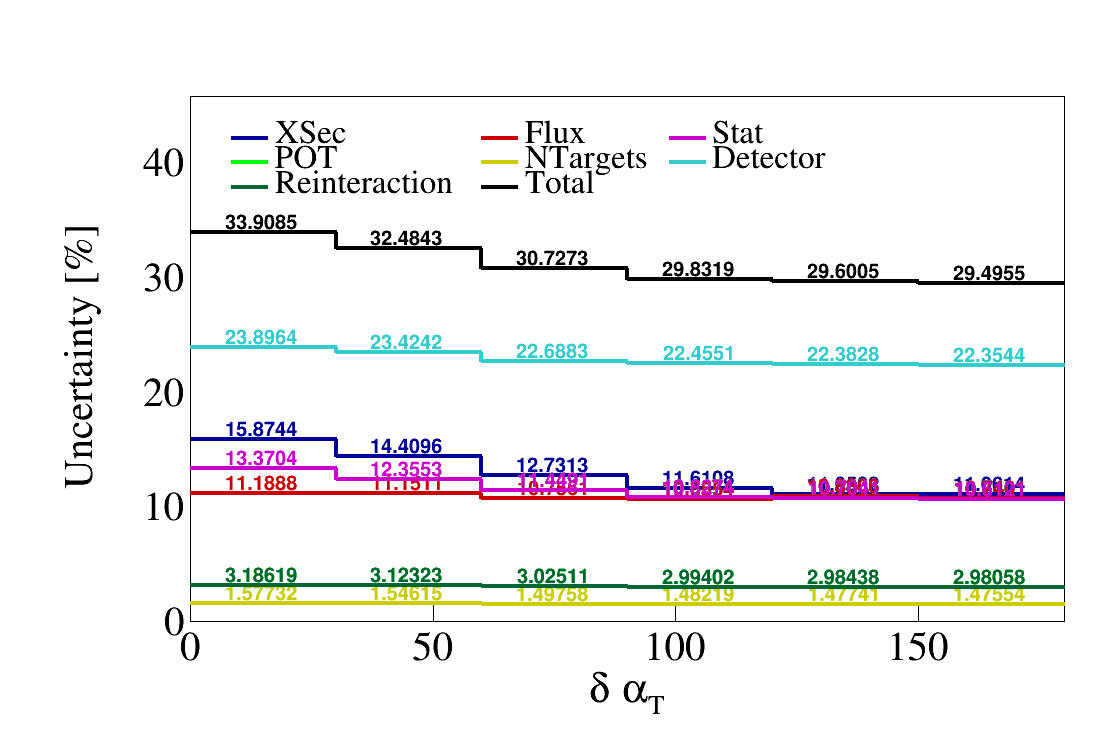 XSec Flux Stat
POT NTargets Detector
Reinteraction Total
Uncertainty [%]
40
30
20
10
0
33.9085 32.4843 30.7273 29.8319 29.6005 29.4955
23.8964 23.4242 22.6883 22.4551 22.3828 22.3544
15.8744 14.4096 12.7313 11.6108
13.3704 12.3553
11.1888 11.1511
3.18619 3.12323 3.02511 2.99402 2.98438 2.98058
1.57732 1.54615 1.49758 1.48219 1.47741 1.47554
0 50 100 150
δ αT